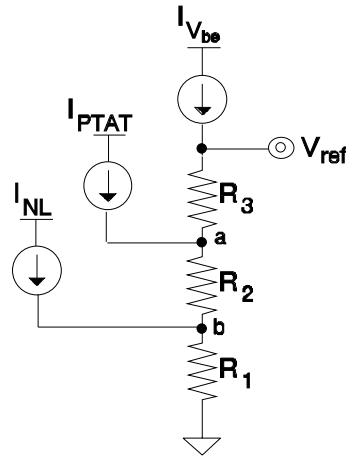 I_Vbe
I_PTAT
V_ref
I_NL
R_3
a
R_2
b
R_1